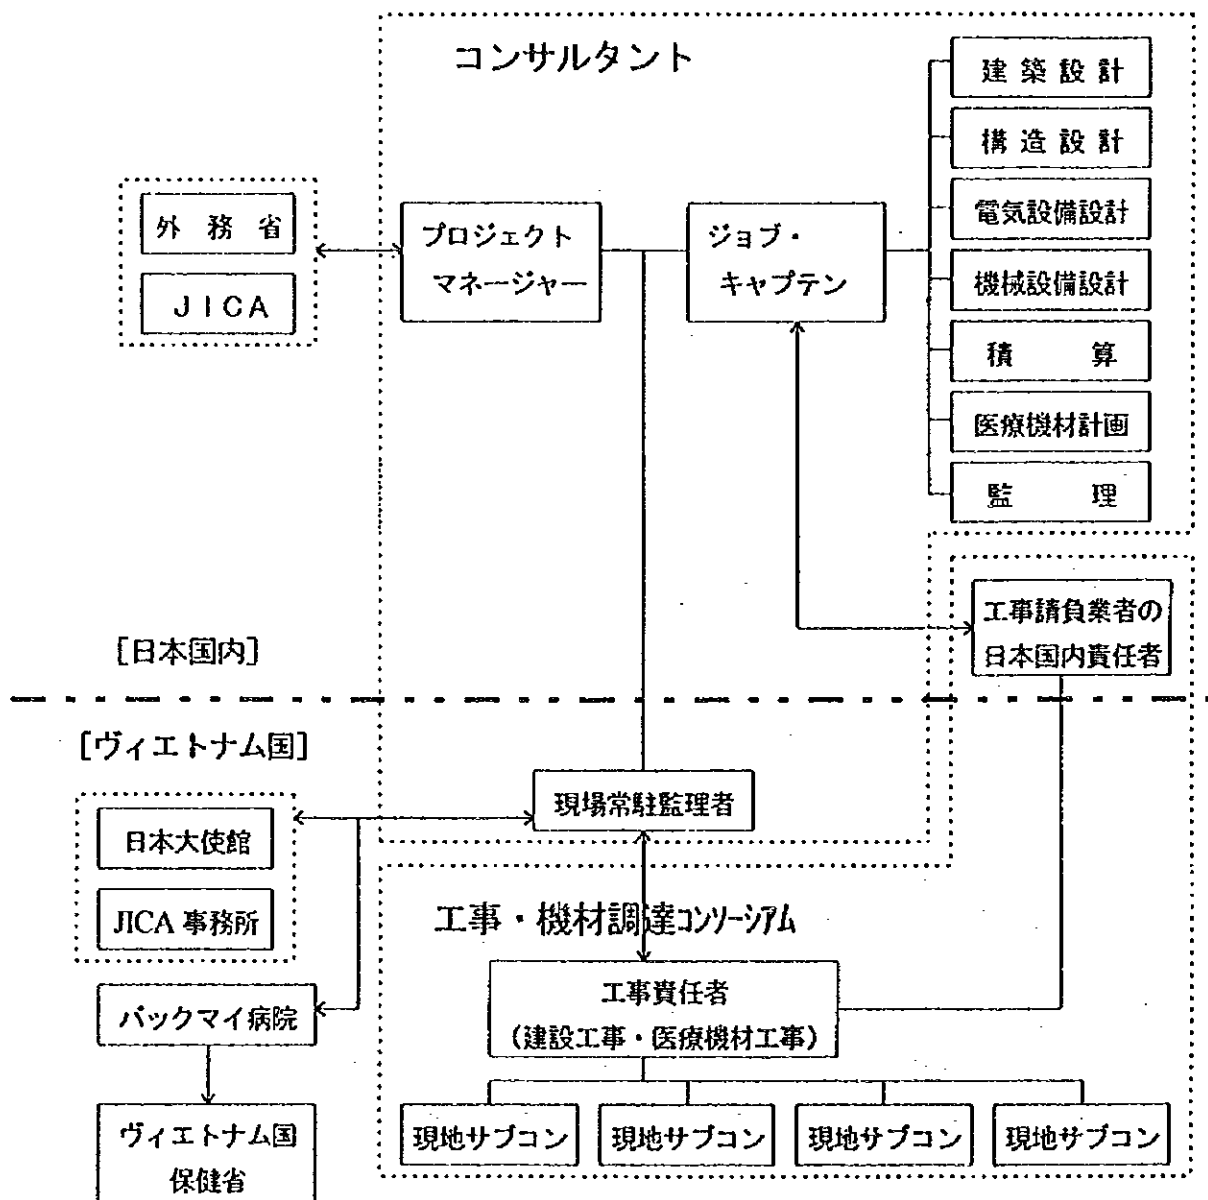 コンサルタント
建築設計
構造設計
電気設備設計
機械設備設計
積算
医療機材計画
監理
外務省
JICA
プロジェクト
マネージャー
ジョブ・
キャプテン
工事請負業者の
日本国内責任者
[日本国内]
[ヴィエトナム国]
現場常駐監理者
日本大使館
JICA 事務所
バックマイ病院
ヴィエトナム国
保健省
工事・機材調達コンソーシアム
工事責任者
(建設工事・医療機材工事)
現地サブコン
現地サブコン
現地サブコン
現地サブコン